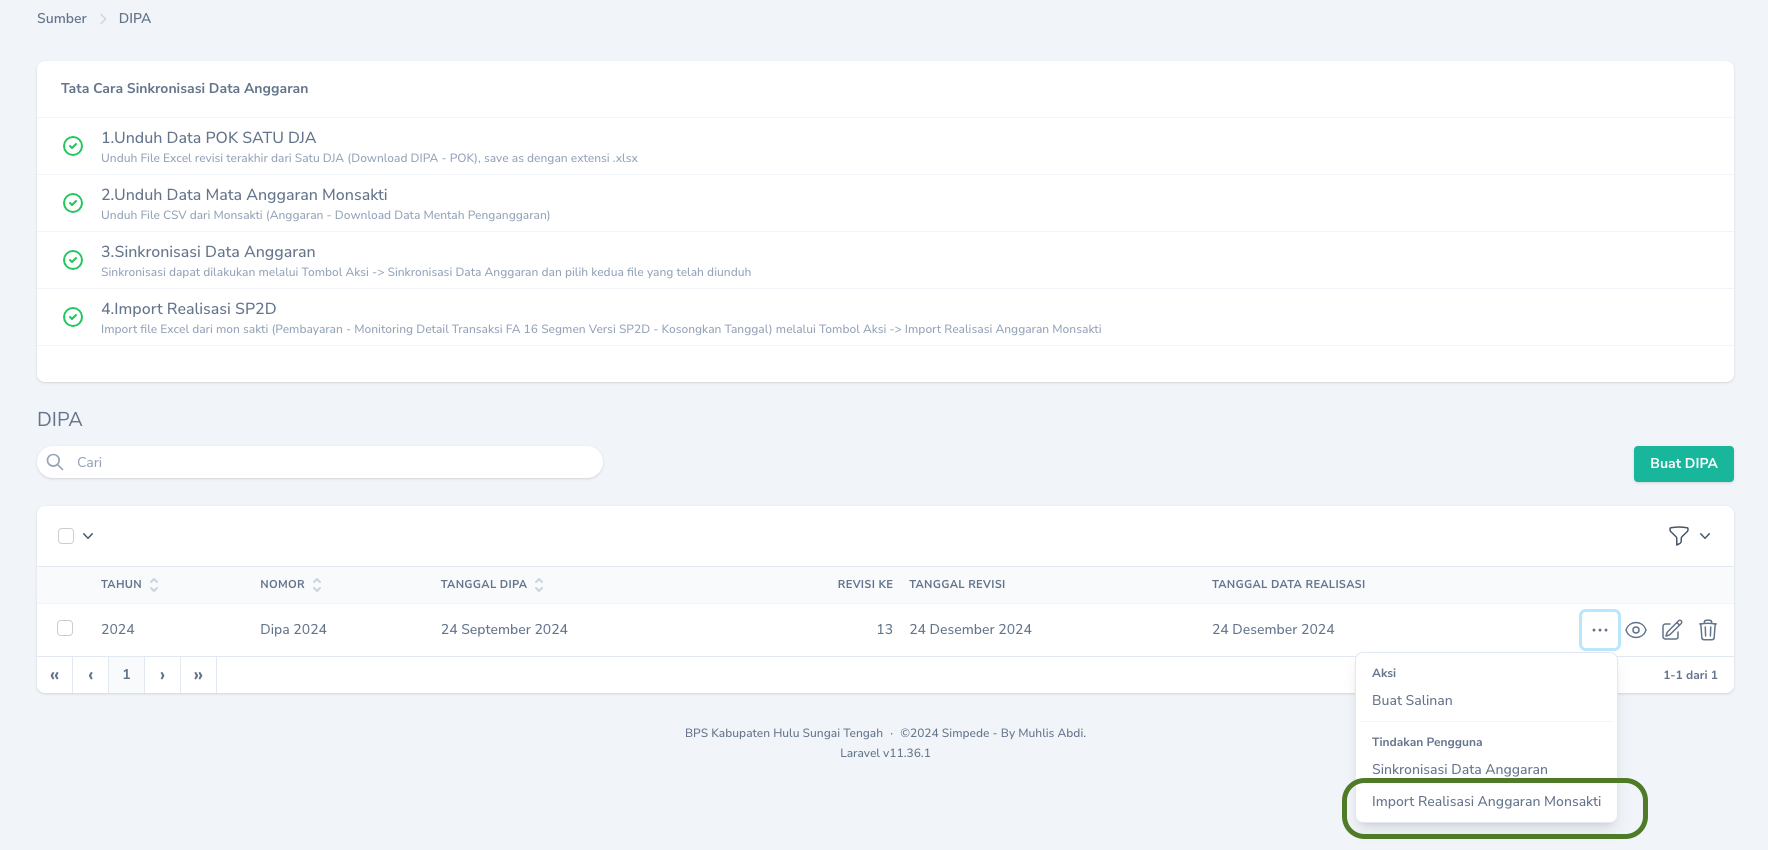 Sumber > DIPA
Tata Cara Sinkronisasi Data Anggaran
1.Unduh Data POK SATU DJA
Unduh File Excel revisi terakhir dari Satu DJA (Download DIPA - POK), save as dengan extensi .xlsx
2.Unduh Data Mata Anggaran Monsakti
Unduh File CSV dari Monsakti (Anggaran - Download Data Mentah Penganggaran)
3.Sinkronisasi Data Anggaran
Sinkronisasi dapat dilakukan melalui Tombol Aksi -> Sinkronisasi Data Anggaran dan pilih kedua file yang telah diunduh
4.Import Realisasi SP2D
Import file Excel dari mon sakti (Pembayaran - Monitoring Detail Transaksi FA 16 Segmen Versi SP2D - Kosongkan Tanggal) melalui Tombol Aksi -> Import Realisasi Anggaran Monsakti
DIPA
Cari
Buat DIPA
TAHUN NOMOR TANGGAL DIPA REVISI KE TANGGAL REVISI TANGGAL DATA REALISASI
2024 Dipa 2024 24 September 2024 13 24 Desember 2024 24 Desember 2024
« ‹ 1 › » 1-1 dari 1
Aksi
Buat Salinan
Tindakan Pengguna
Sinkronisasi Data Anggaran
Import Realisasi Anggaran Monsakti
BPS Kabupaten Hulu Sungai Tengah · ©2024 Simpede - By Muhlis Abdi.
Laravel v11.36.1